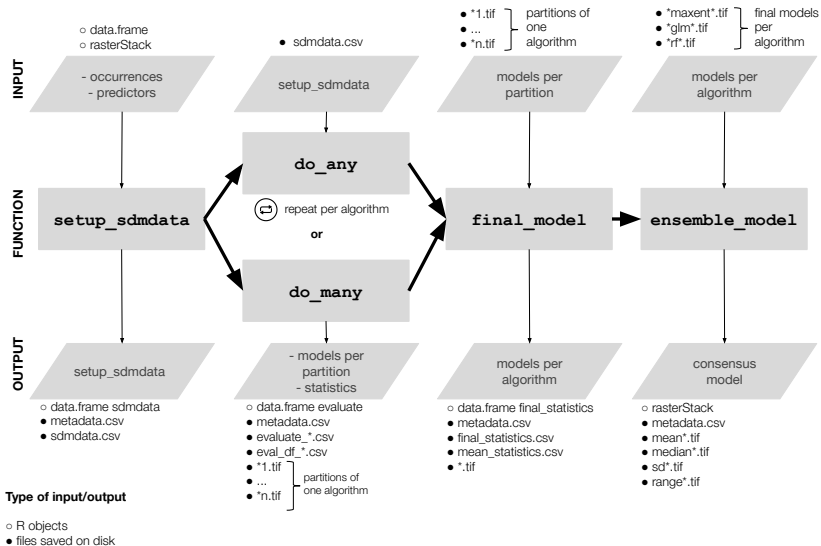 ○ data.frame
○ rasterStack
● sdmdata.csv
● *1.tif
● ...
● *n.tif
partitions of
one
algorithm
● *maxent*.tif
● *glm*.tif
● *rf*.tif
final models
per
algorithm
INPUT
- occurrences
- predictors
setup_sdmdata
models per
partition
models per
algorithm
FUNCTION
setup_sdmdata
do_any
repeat per algorithm
or
do_many
final_model
ensemble_model
OUTPUT
setup_sdmdata
○ data.frame sdmdata
● metadata.csv
● sdmdata.csv
- models per
partition
- statistics
○ data.frame evaluate
● metadata.csv
● evaluate_*.csv
● eval_df_*.csv
● *1.tif
● ...
● *n.tif
partitions of
one algorithm
models per
algorithm
○ data.frame final_statistics
● metadata.csv
● final_statistics.csv
● mean_statistics.csv
● *.tif
consensus
model
○ rasterStack
● metadata.csv
● mean*.tif
● median*.tif
● sd*.tif
● range*.tif
Type of input/output
○ R objects
● files saved on disk